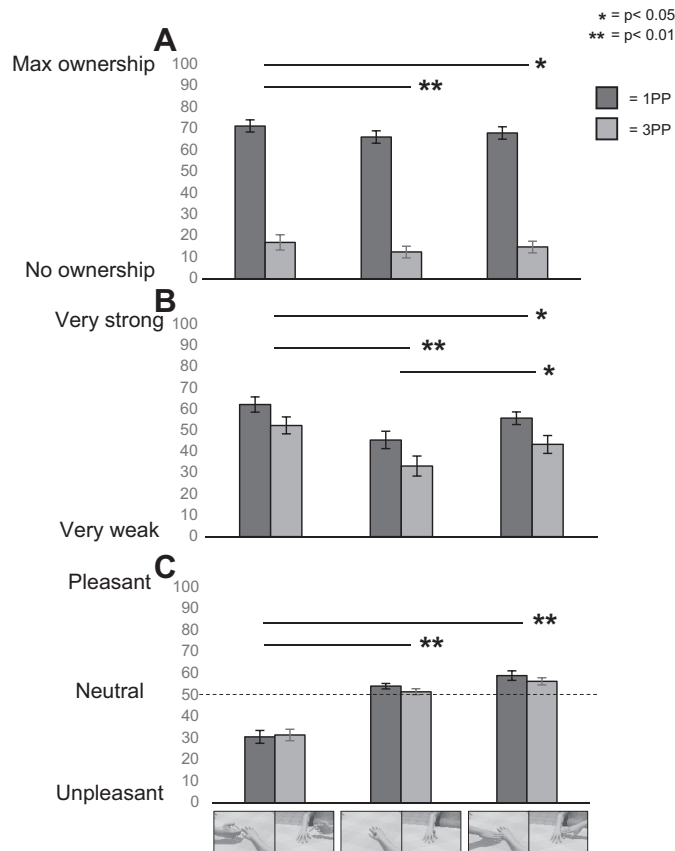 * = p< 0.05
** = p< 0.01
A
Max ownership
100
90
80
70
60
50
40
30
20
10
0
No ownership
**
*
= 1PP
= 3PP
B
Very strong
100
90
80
70
60
50
40
30
20
10
0
Very weak
*
**
*
C
Pleasant
100
90
80
70
60
50
40
30
20
10
0
Neutral
Unpleasant
**
**